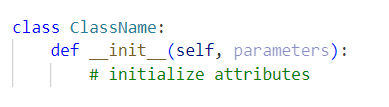 class ClassName:
    def __init__(self, parameters):
        # initialize attributes